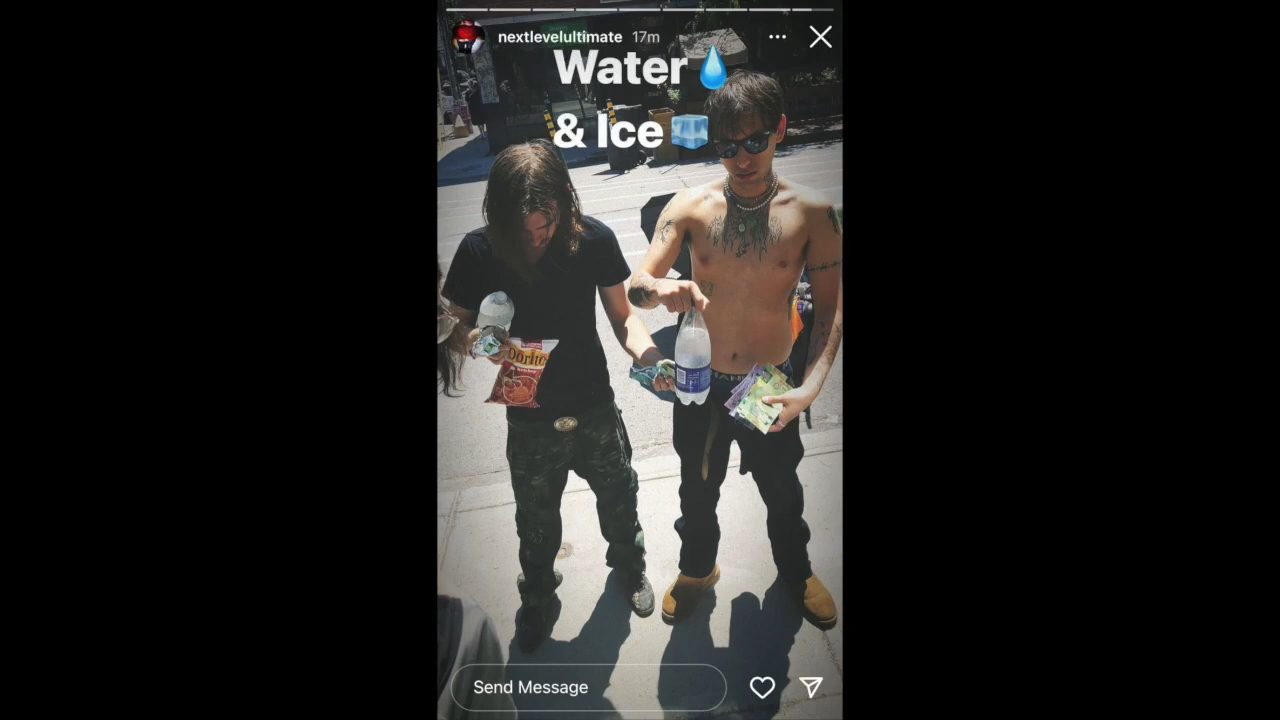 nextlevelultimate 17m
Water💧
& Ice🧊
Doritos
Send Message